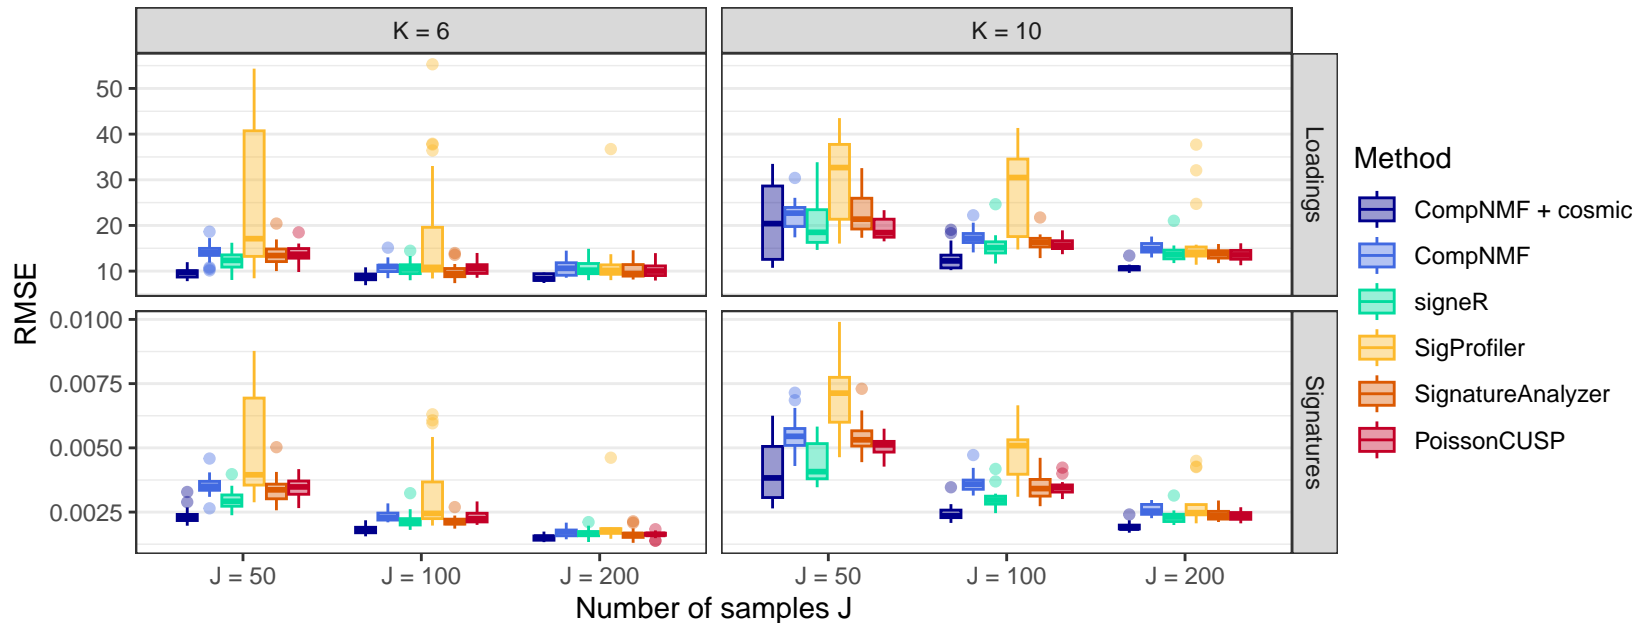 K = 6
K = 10
50
40
30
20
10
Loadings
RMSE
0.0100
0.0075
0.0050
0.0025
Signatures
J = 50
J = 100
J = 200
J = 50
J = 100
J = 200
Number of samples J
Method
CompNMF + cosmic
CompNMF
signeR
SigProfiler
SignatureAnalyzer
PoissonCUSP